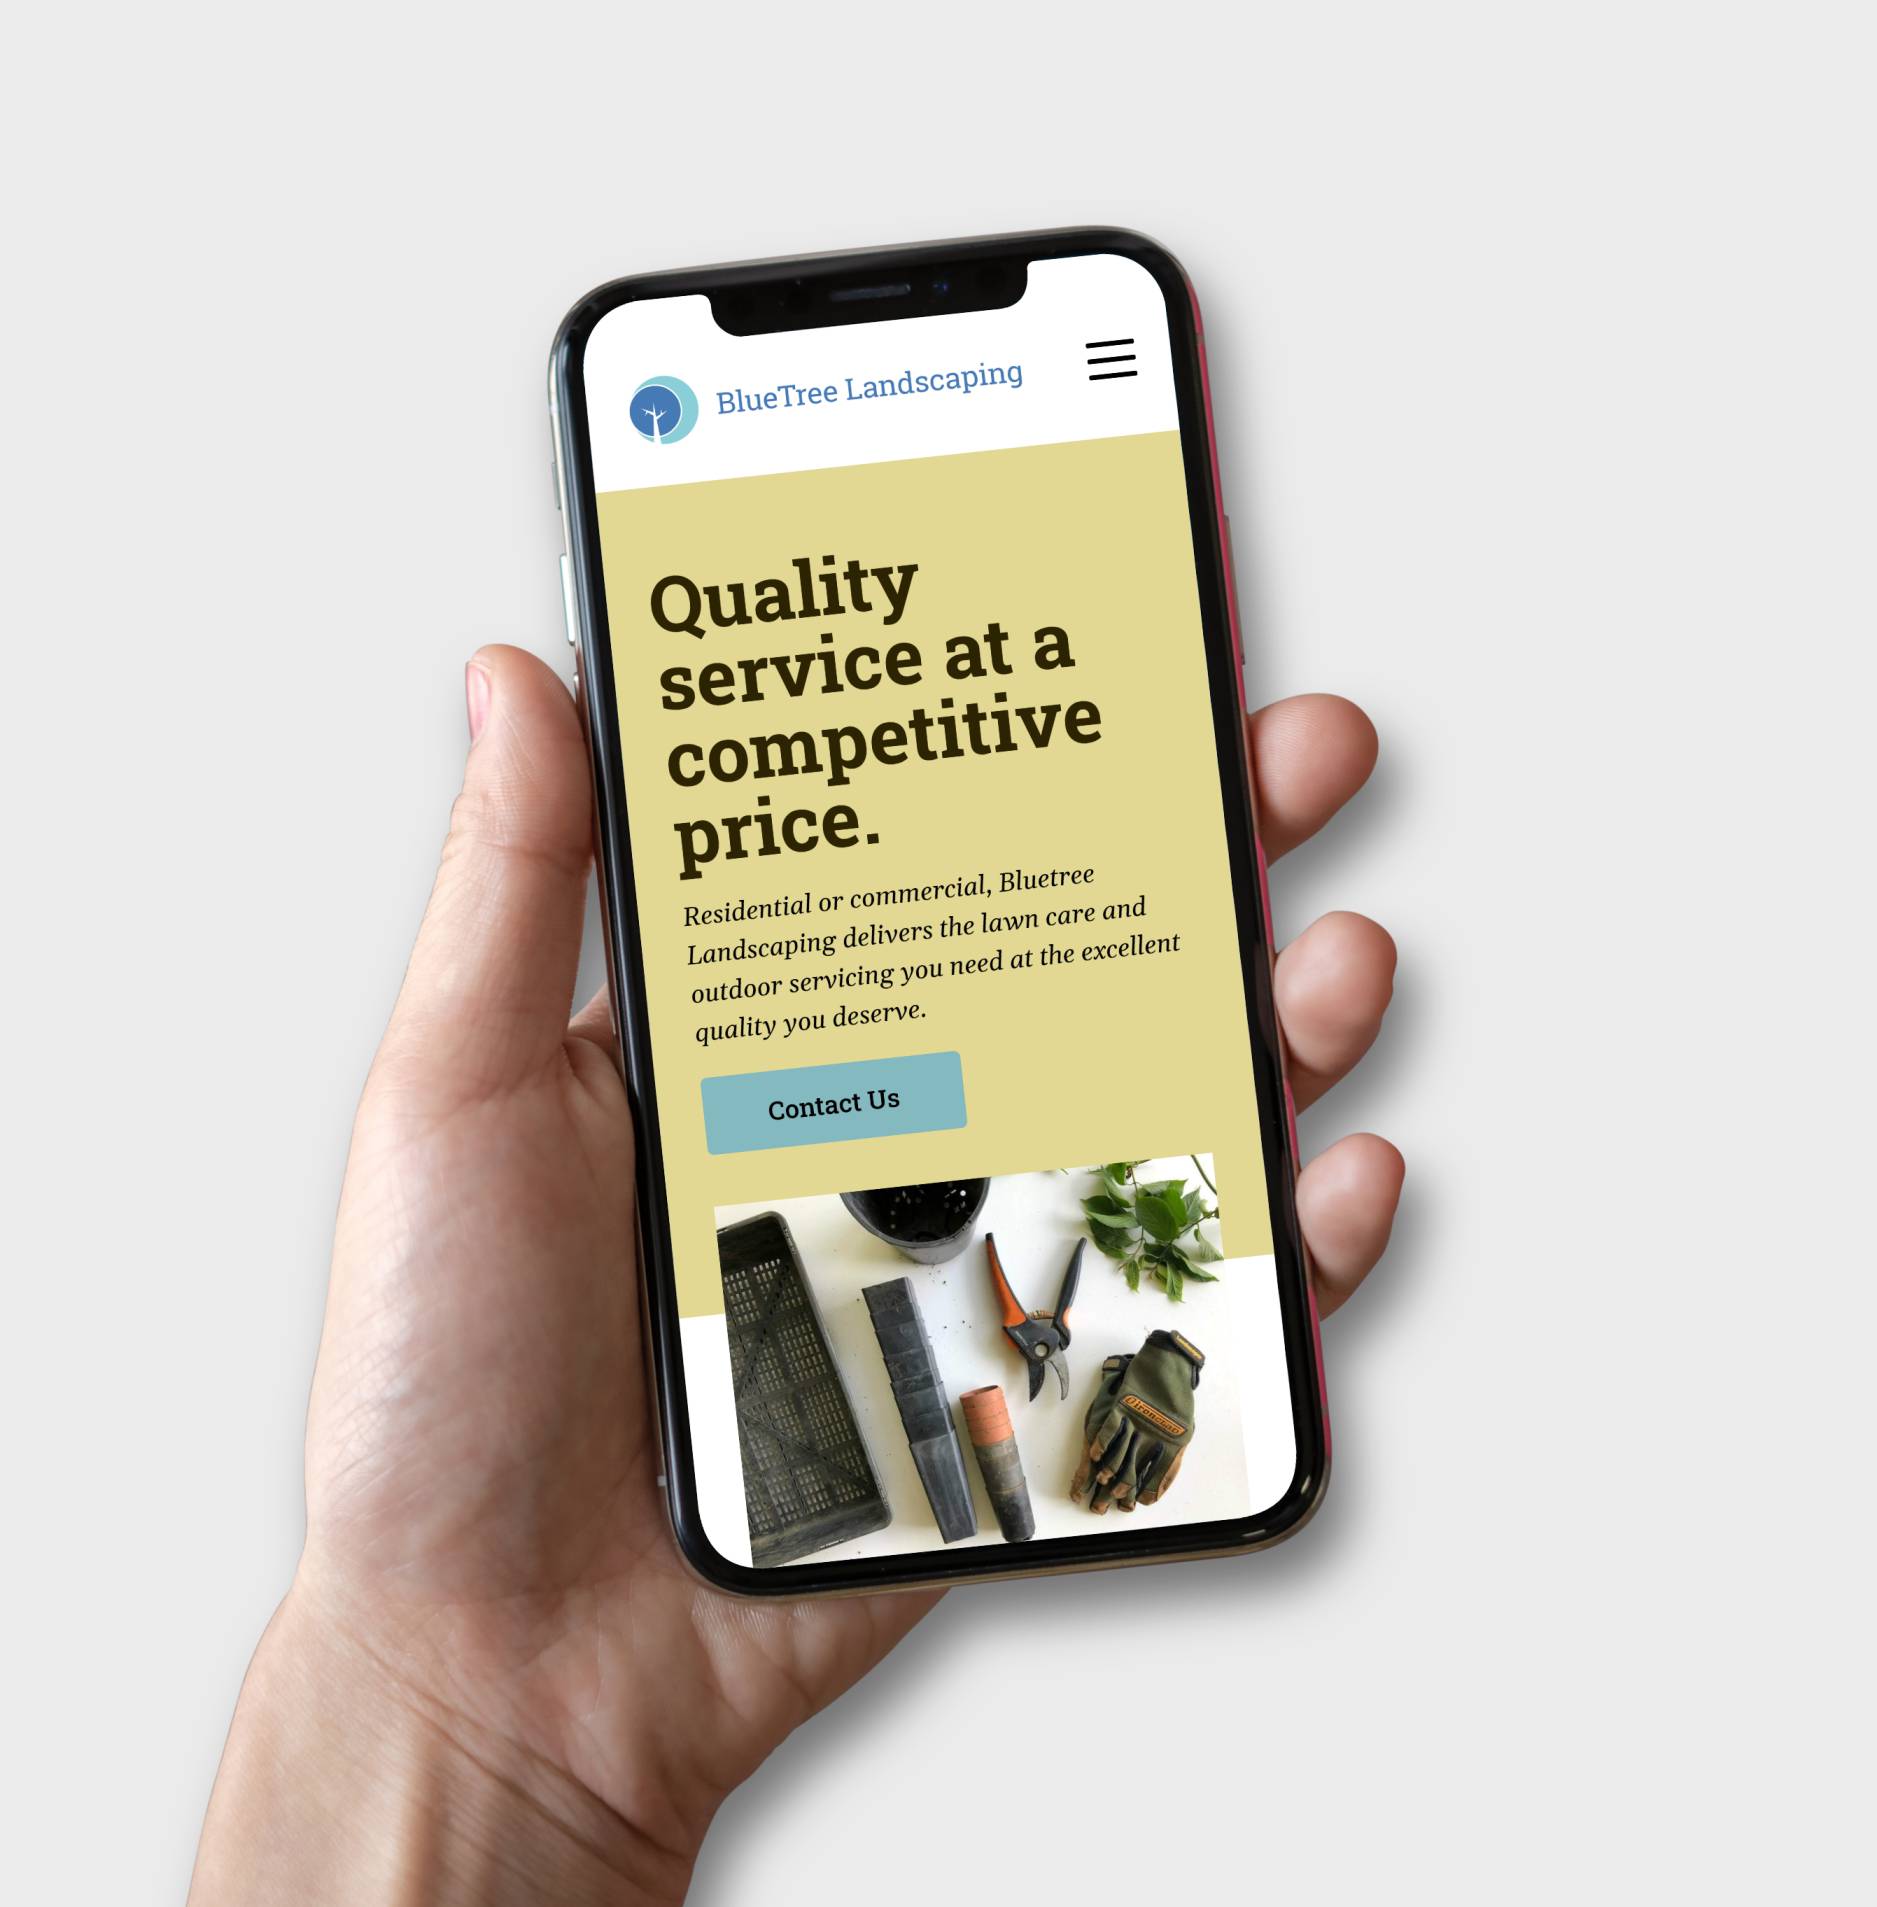 BlueTree Landscaping
Quality
service at a
competitive
price.
Residential or commercial, Bluetree
Landscaping delivers the lawn care and
outdoor servicing you need at the excellent
quality you deserve.
Contact Us
ironclad